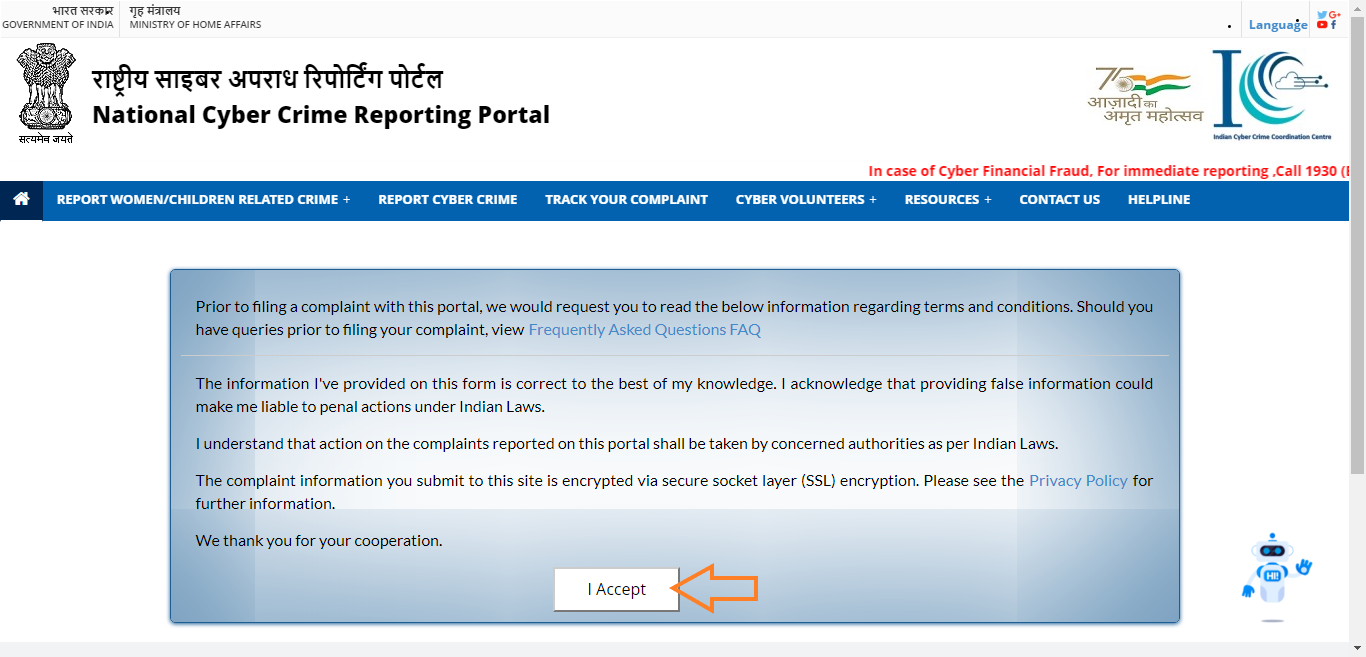 भारत सरकार
GOVERNMENT OF INDIA
गृह मंत्रालय
MINISTRY OF HOME AFFAIRS
Language
सत्यमेव जयते
राष्ट्रीय साइबर अपराध रिपोर्टिंग पोर्टल
National Cyber Crime Reporting Portal
75
आज़ादी का
अमृत महोत्सव
Indian Cyber Crime Coordination Centre
In case of Cyber Financial Fraud, For immediate reporting ,Call 1930 (
REPORT WOMEN/CHILDREN RELATED CRIME + REPORT CYBER CRIME TRACK YOUR COMPLAINT CYBER VOLUNTEERS + RESOURCES + CONTACT US HELPLINE
Prior to filing a complaint with this portal, we would request you to read the below information regarding terms and conditions. Should you
have queries prior to filing your complaint, view Frequently Asked Questions FAQ
The information I've provided on this form is correct to the best of my knowledge. I acknowledge that providing false information could
make me liable to penal actions under Indian Laws.
I understand that action on the complaints reported on this portal shall be taken by concerned authorities as per Indian Laws.
The complaint information you submit to this site is encrypted via secure socket layer (SSL) encryption. Please see the Privacy Policy for
further information.
We thank you for your cooperation.
I Accept
HI!